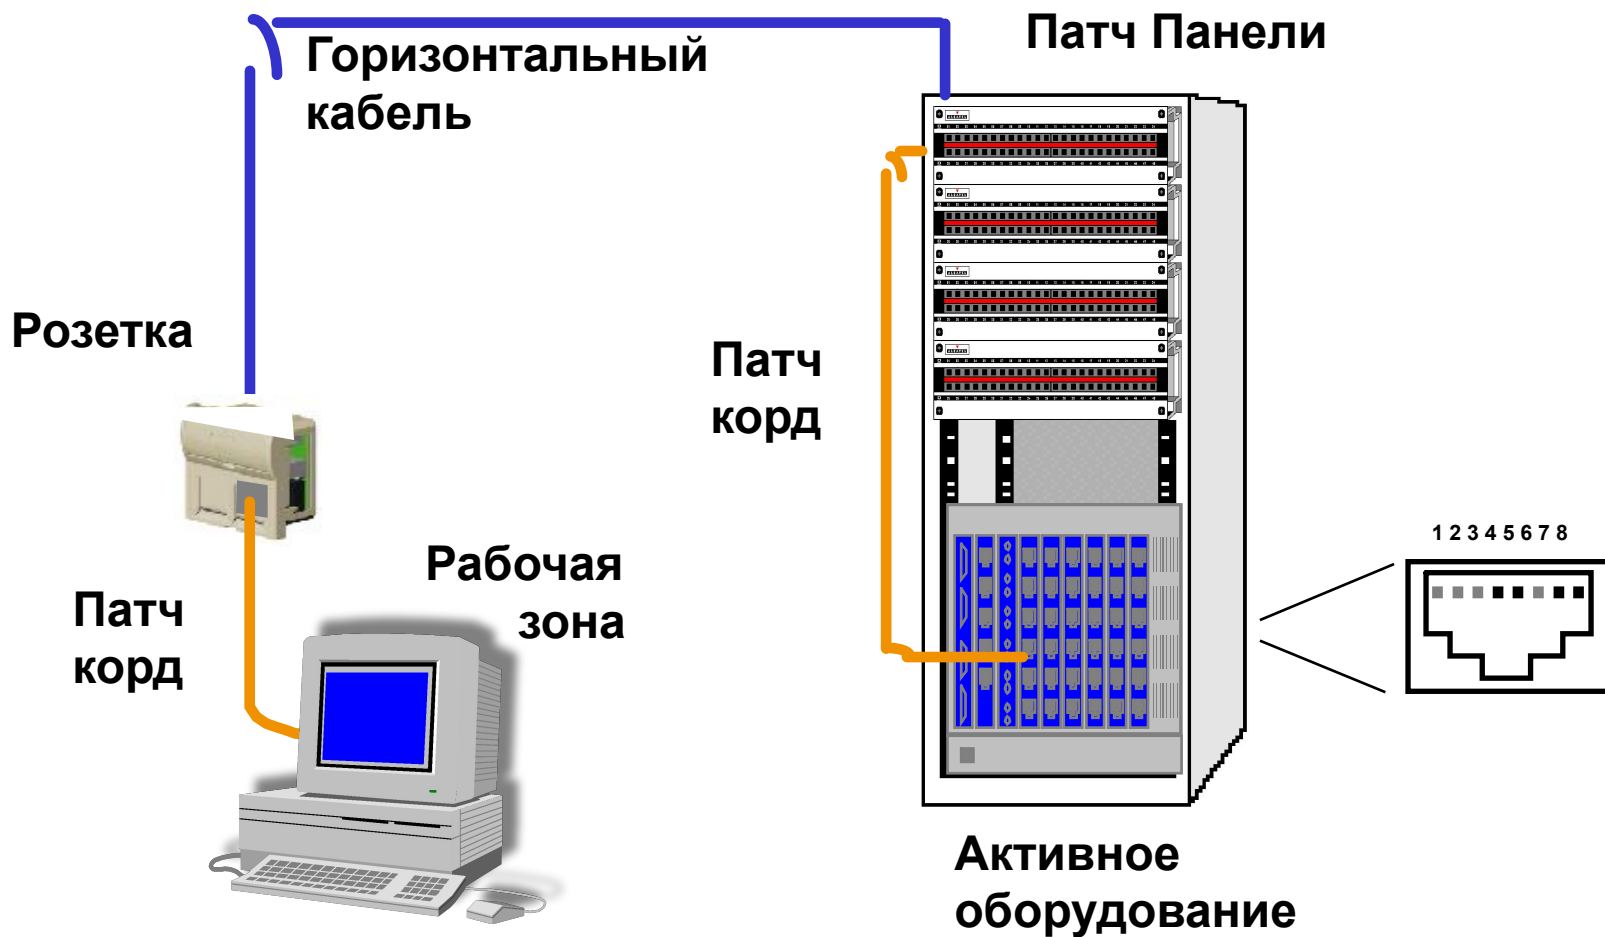 Патч Панели
Горизонтальный
кабель
Розетка
Патч
корд
1 2 3 4 5 6 7 8
Рабочая
зона
Патч
корд
Активное
оборудование